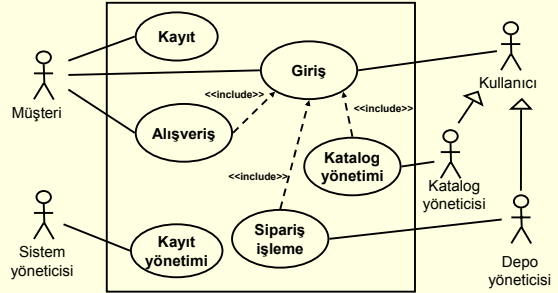 Kayıt
Giriş
Kullanıcı
Müşteri
<<include>>
<<include>>
Alışveriş
Katalog
yönetimi
<<include>>
Katalog
yöneticisi
Sistem
yöneticisi
Kayıt
yönetimi
Sipariş
işleme
Depo
yöneticisi